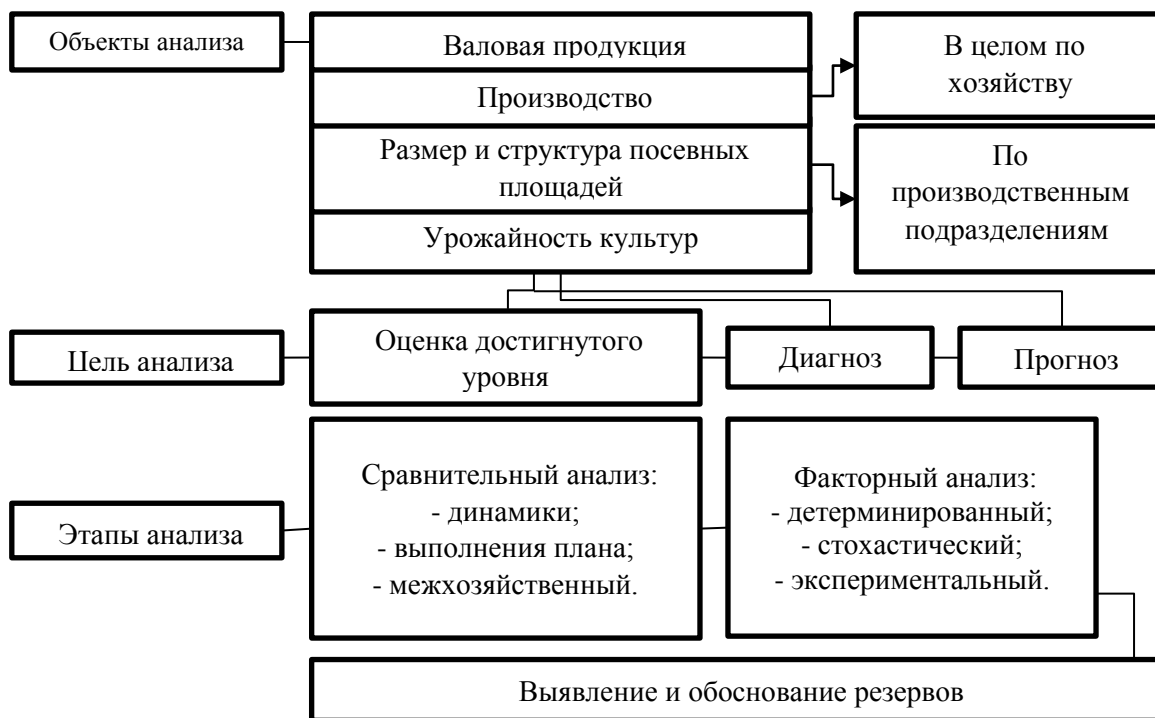 Объекты анализа
Валовая продукция
Производство
Размер и структура посевных
площадей
Урожайность культур
В целом по
хозяйству
По
производственным
подразделениям
Цель анализа
Оценка достигнутого
уровня
Диагноз
Прогноз
Этапы анализа
Сравнительный анализ:
- динамики;
- выполнения плана;
- межхозяйственный.
Факторный анализ:
- детерминированный;
- стохастический;
- экспериментальный.
Выявление и обоснование резервов